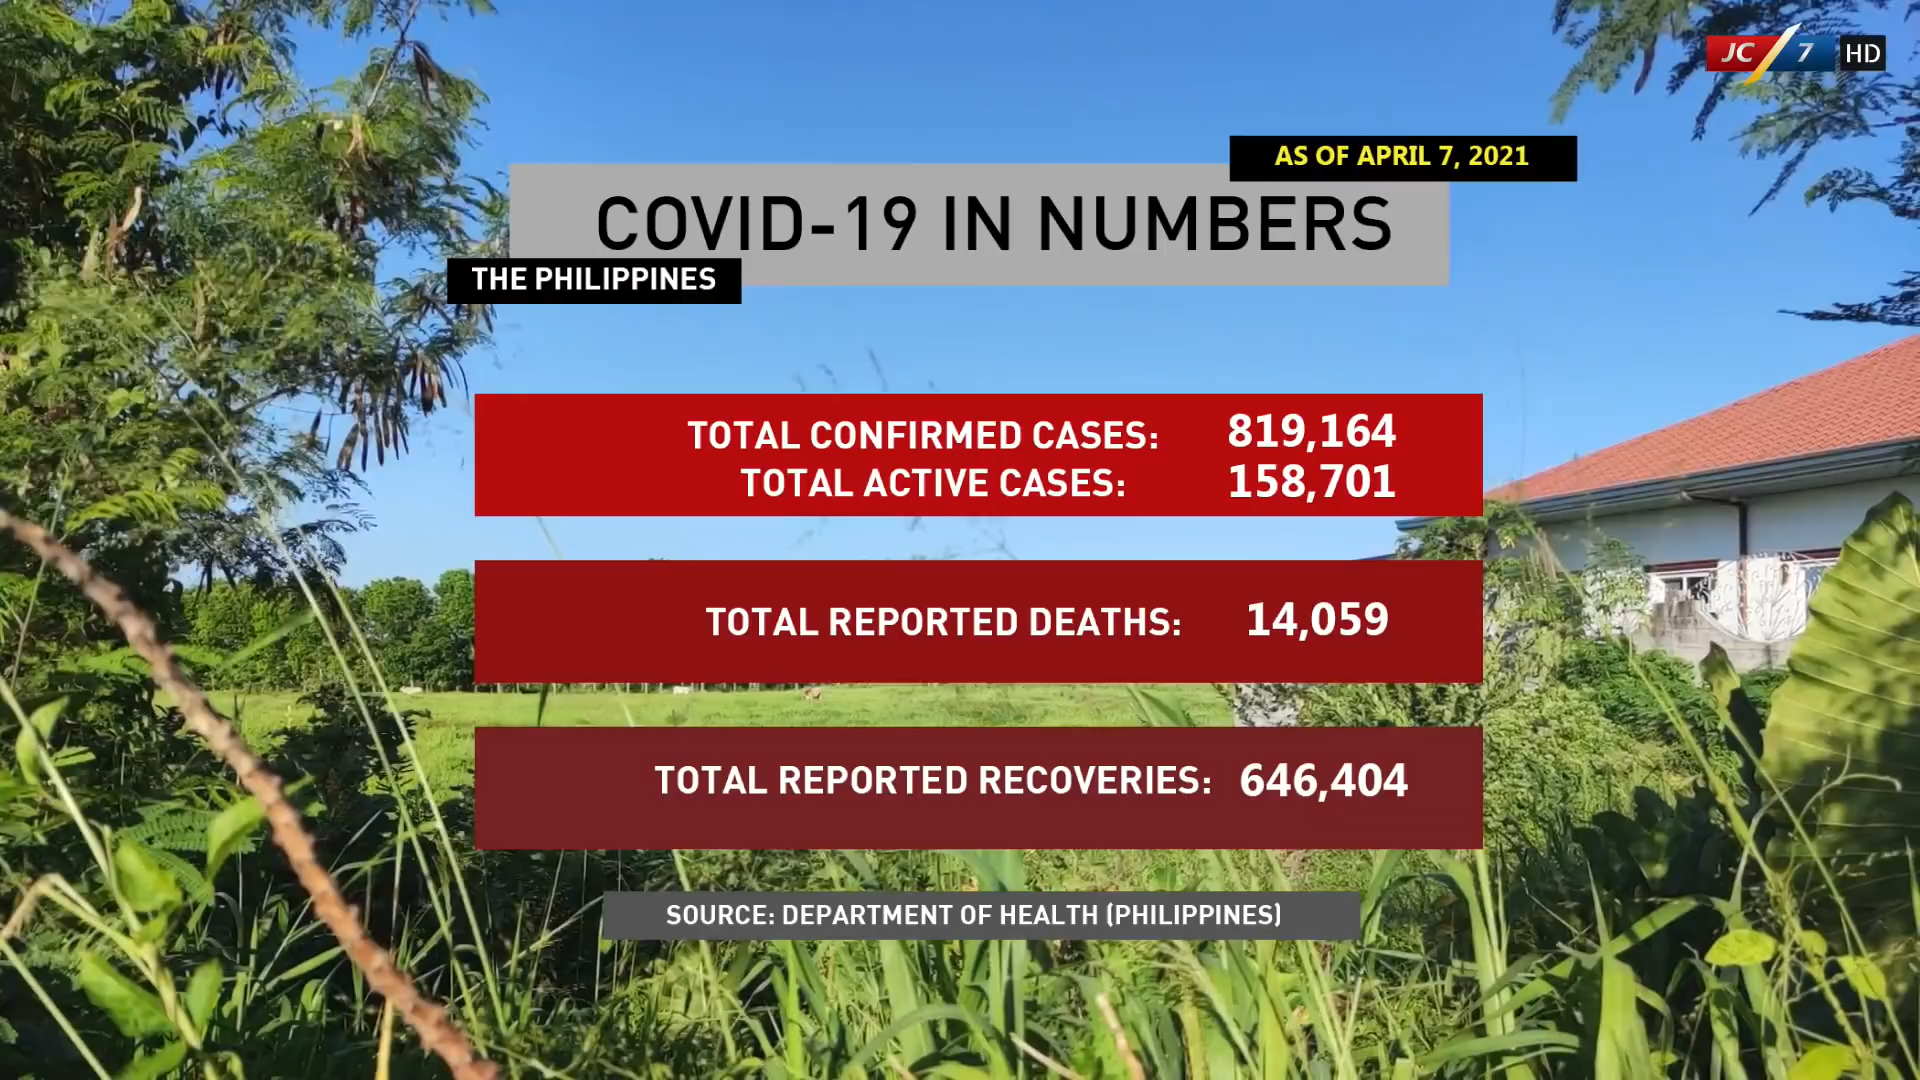 JC 7 HD
AS OF APRIL 7, 2021
COVID-19 IN NUMBERS
THE PHILIPPINES
TOTAL CONFIRMED CASES: 819,164
TOTAL ACTIVE CASES: 158,701
TOTAL REPORTED DEATHS: 14,059
TOTAL REPORTED RECOVERIES: 646,404
SOURCE: DEPARTMENT OF HEALTH (PHILIPPINES)